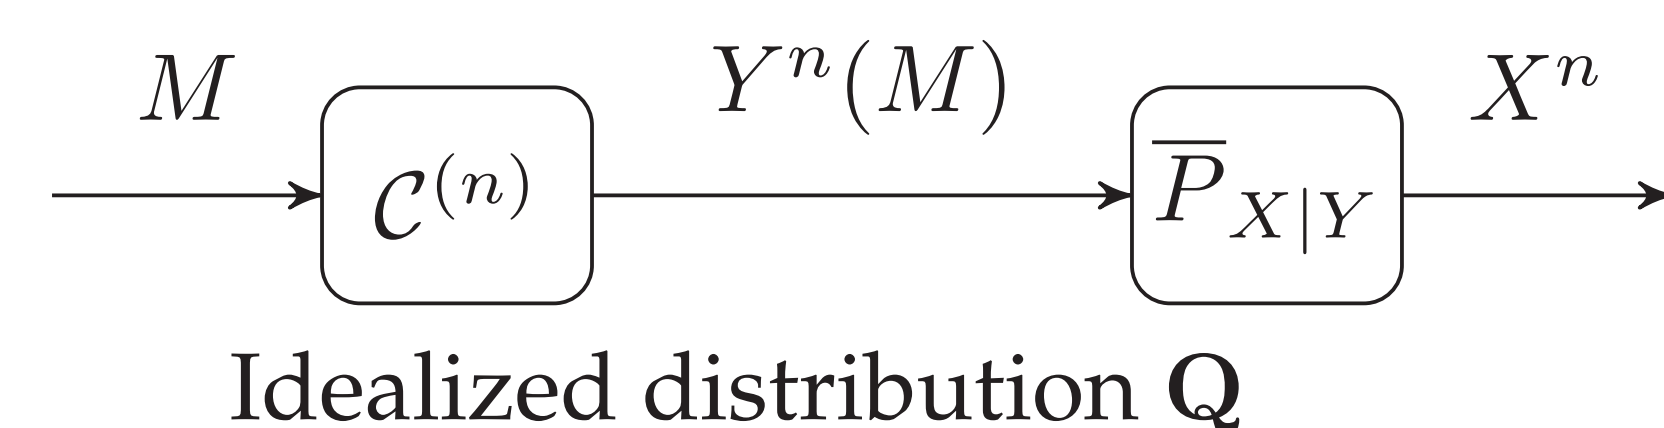 M
Y^n(M)
X^n
𝒞^(n)
P̅_X|Y
Idealized distribution Q